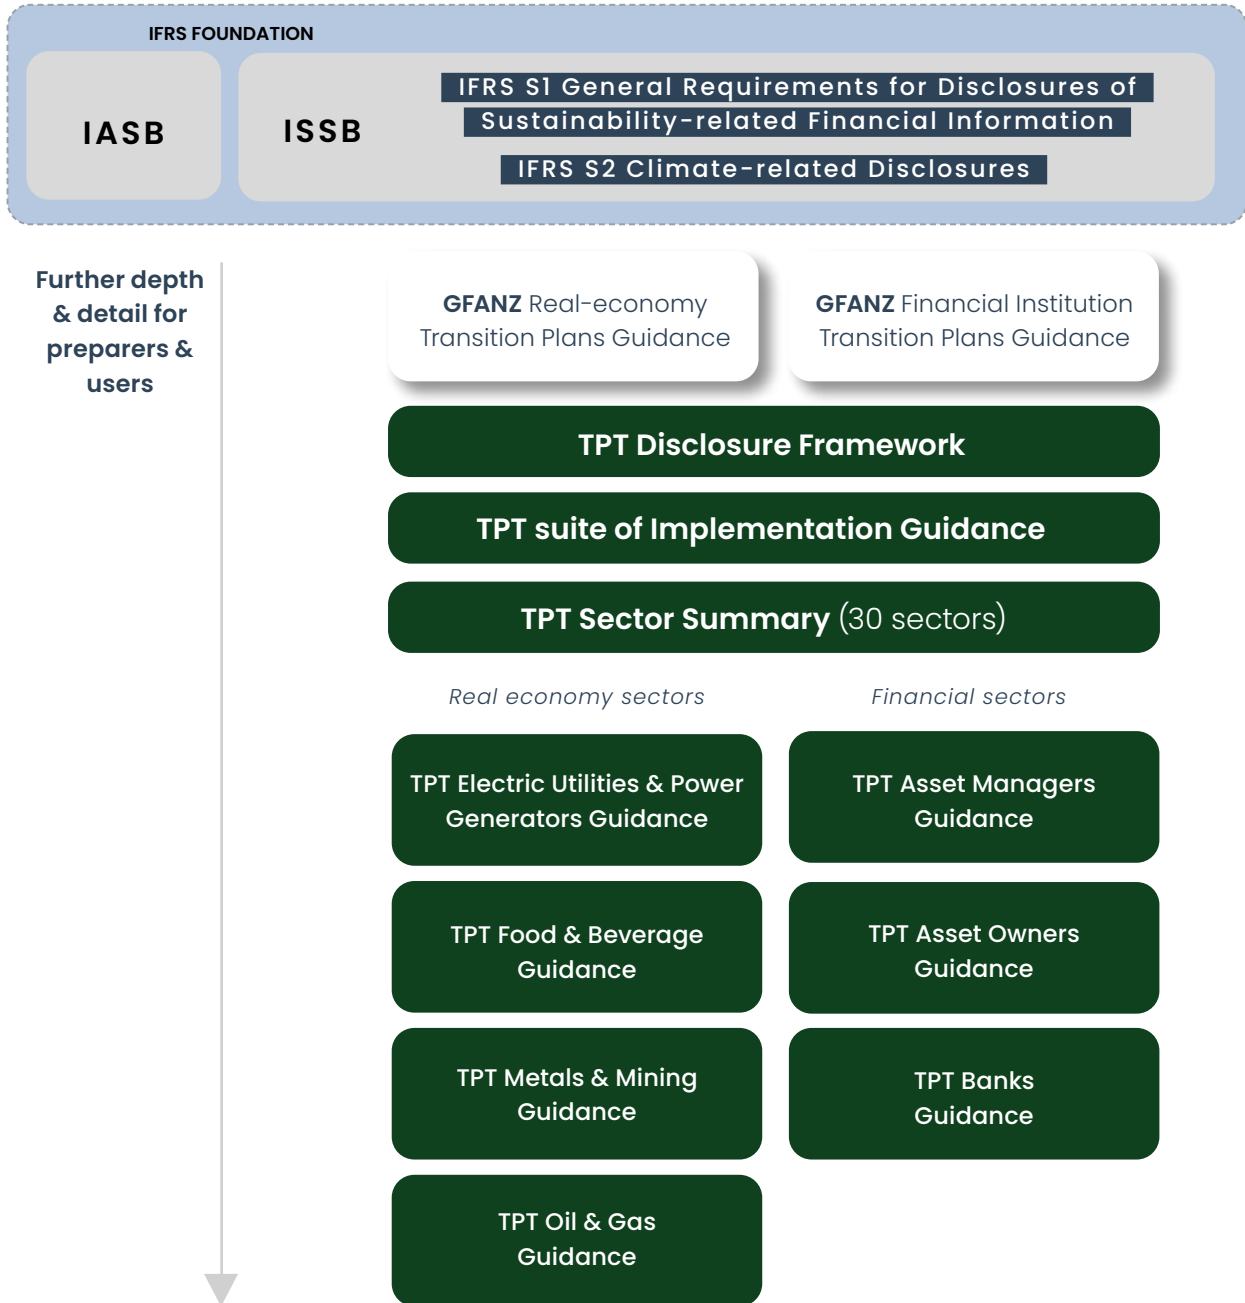 IFRS FOUNDATION
IASB
ISSB
IFRS S1 General Requirements for Disclosures of
Sustainability-related Financial Information
IFRS S2 Climate-related Disclosures
Further depth
& detail for
preparers &
users
GFANZ Real-economy
Transition Plans Guidance
GFANZ Financial Institution
Transition Plans Guidance
TPT Disclosure Framework
TPT suite of Implementation Guidance
TPT Sector Summary (30 sectors)
Real economy sectors
Financial sectors
TPT Electric Utilities & Power
Generators Guidance
TPT Asset Managers
Guidance
TPT Food & Beverage
Guidance
TPT Asset Owners
Guidance
TPT Metals & Mining
Guidance
TPT Banks
Guidance
TPT Oil & Gas
Guidance